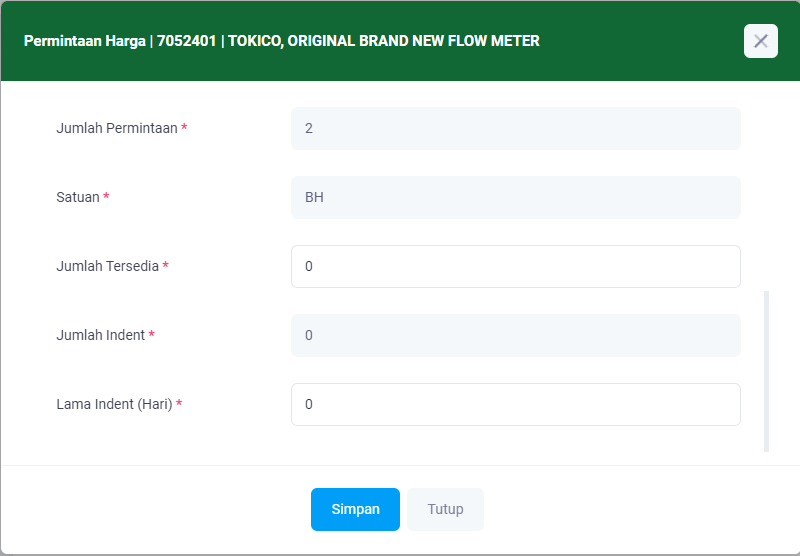 Permintaan Harga | 7052401 | TOKICO, ORIGINAL BRAND NEW FLOW METER
Jumlah Permintaan * 2
Satuan * BH
Jumlah Tersedia * 0
Jumlah Indent * 0
Lama Indent (Hari) * 0
Simpan Tutup